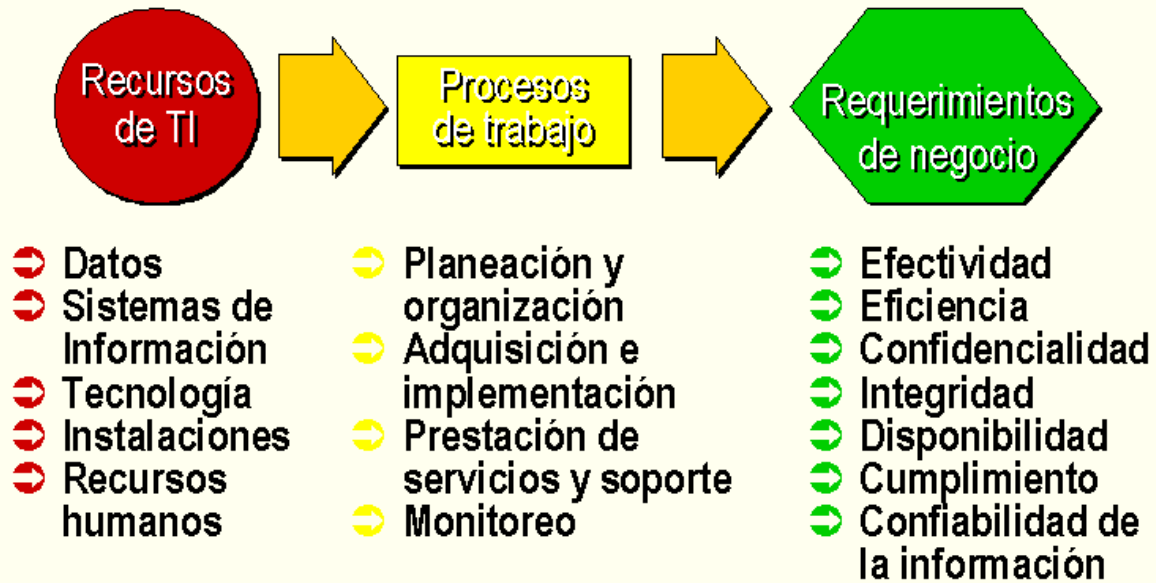 Recursos
de TI
Procesos
de trabajo
Requerimientos
de negocio
Datos
Sistemas de
Información
Tecnología
Instalaciones
Recursos
humanos
Planeación y
organización
Adquisición e
implementación
Prestación de
servicios y soporte
Monitoreo
Efectividad
Eficiencia
Confidencialidad
Integridad
Disponibilidad
Cumplimiento
Confiabilidad de
la información